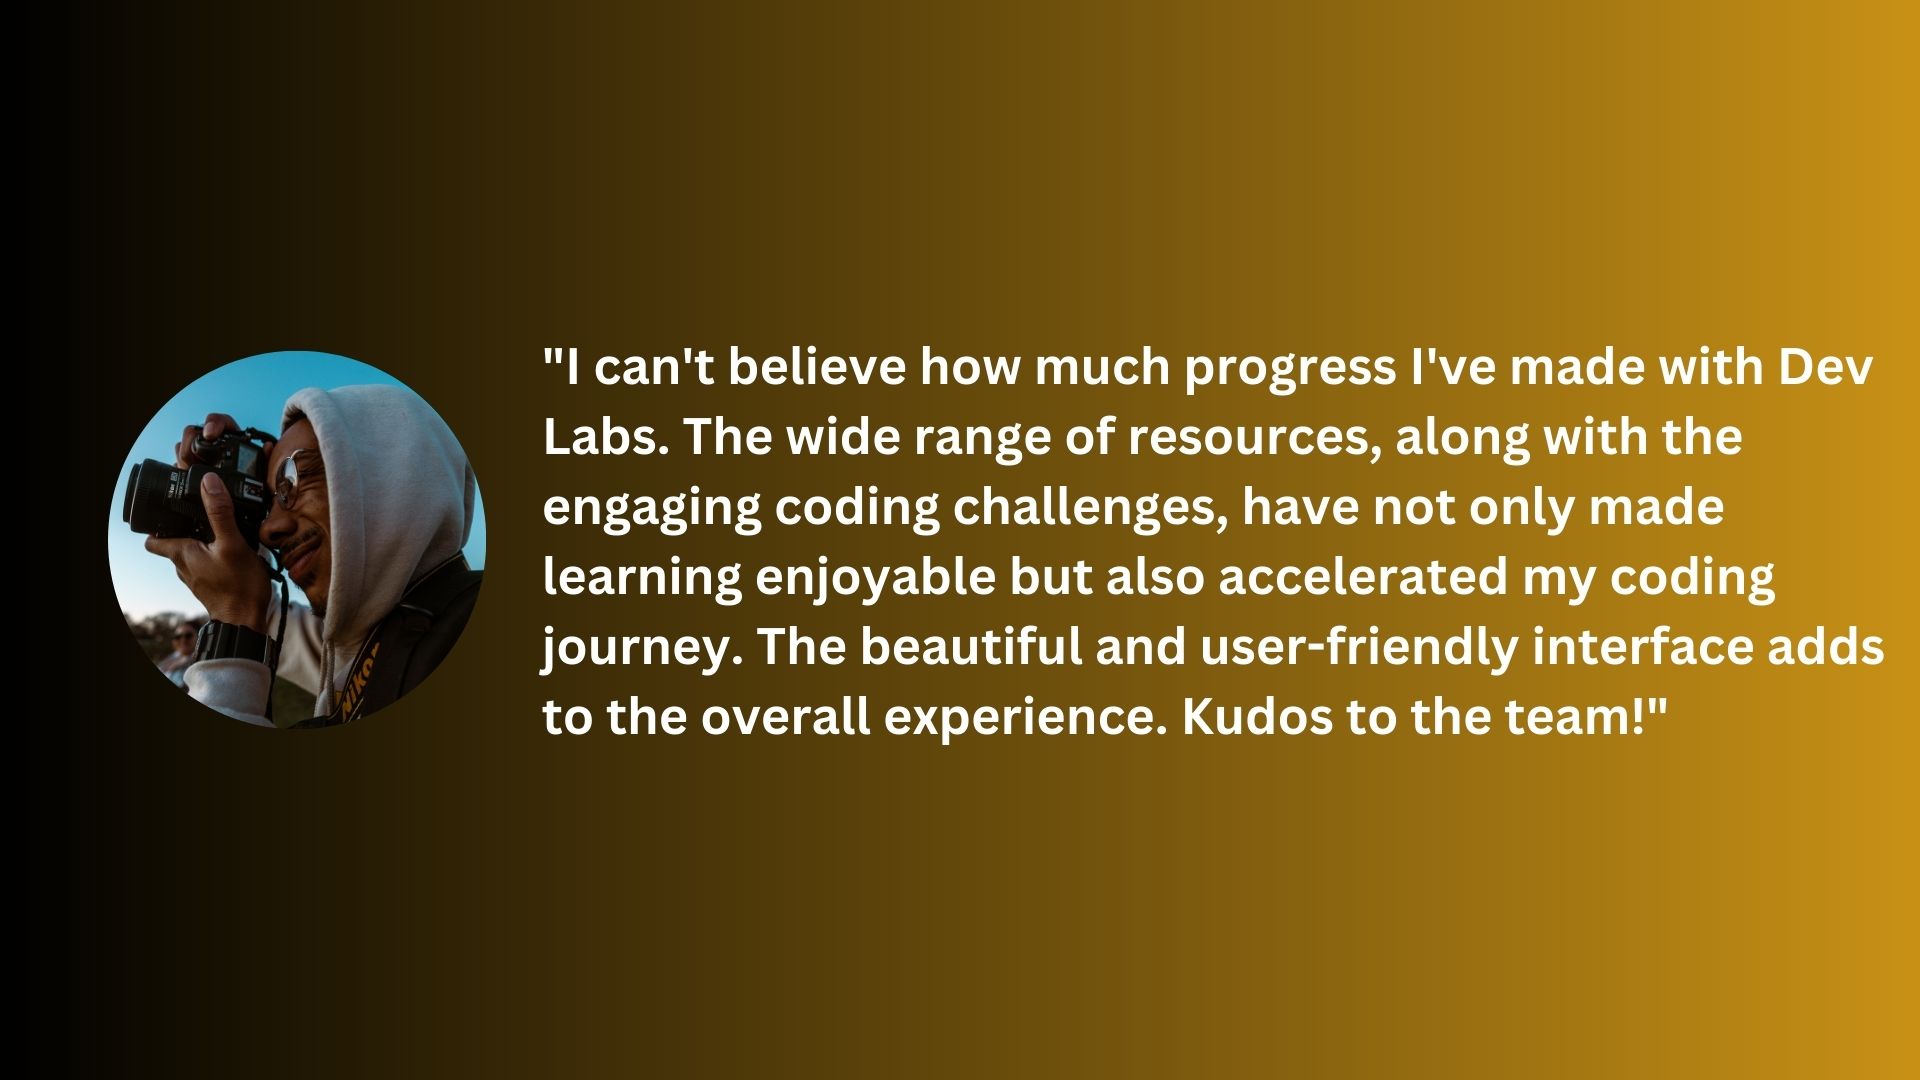 "I can't believe how much progress I've made with Dev
Labs. The wide range of resources, along with the
engaging coding challenges, have not only made
learning enjoyable but also accelerated my coding
journey. The beautiful and user-friendly interface adds
to the overall experience. Kudos to the team!"
Nikon